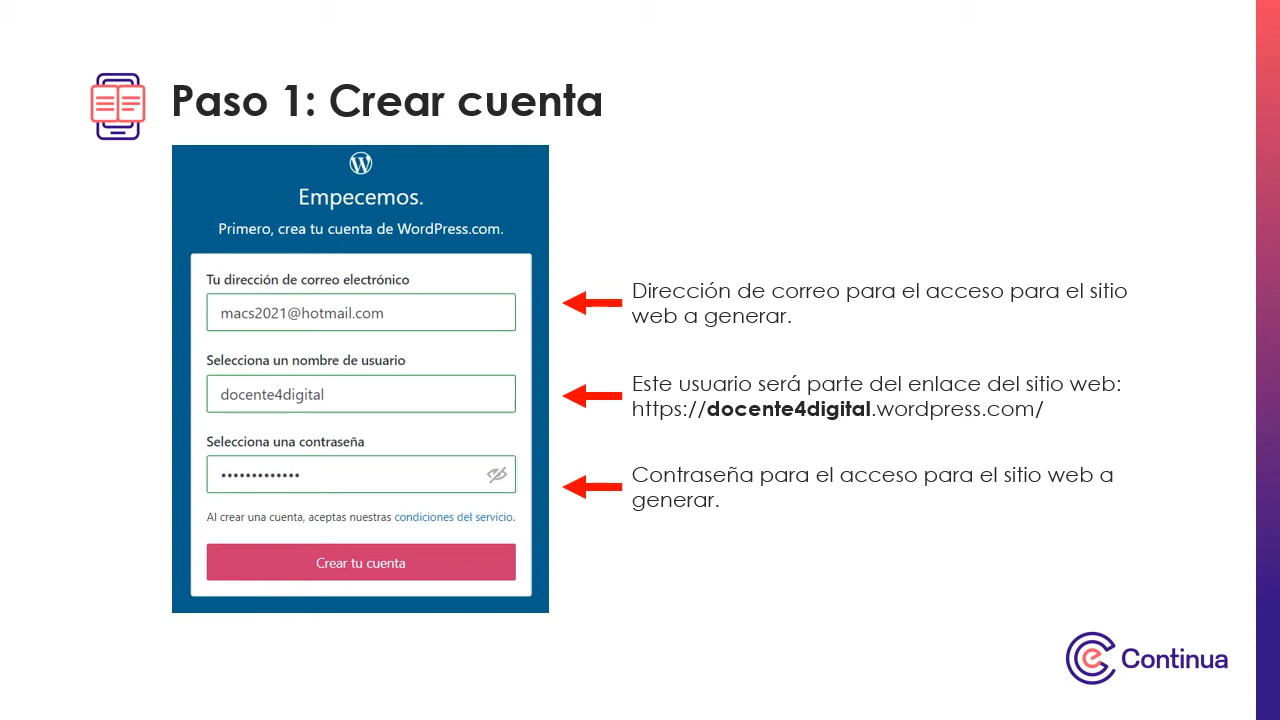 Paso 1: Crear cuenta
Empecemos.
Primero, crea tu cuenta de WordPress.com.
Tu dirección de correo electrónico
macs2021@hotmail.com
Selecciona un nombre de usuario
docente4digital
Selecciona una contraseña
•••••••••••••
Al crear una cuenta, aceptas nuestras condiciones del servicio.
Crear tu cuenta
Dirección de correo para el acceso para el sitio
web a generar.
Este usuario será parte del enlace del sitio web:
https://docente4digital.wordpress.com/
Contraseña para el acceso para el sitio web a
generar.
Continua